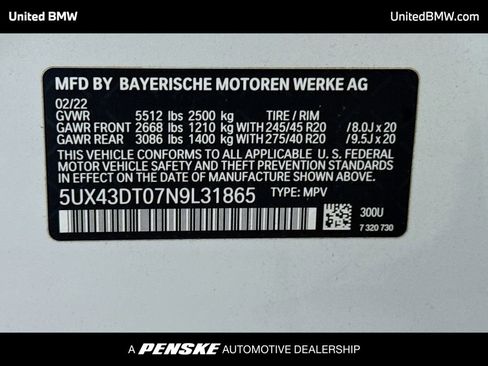 United BMW
UnitedBMW.com
MFD BY BAYERISCHE MOTOREN WERKE AG
02/22
GVWR 5512 lbs 2500 kg TIRE / RIM
GAWR FRONT 2668 lbs 1210 kg WITH 245/45 R20 /8.0J x 20
GAWR REAR 3086 lbs 1400 kg WITH 275/40 R20 /9.5J x 20
THIS VEHICLE CONFORMS TO ALL APPLICABLE U. S. FEDERAL
MOTOR VEHICLE SAFETY AND THEFT PREVENTION STANDARDS
IN EFFECT ON THE DATE OF MANUFACTURE SHOWN ABOVE.
5UX43DT07N9L31865 TYPE: MPV
300U
7 320 730
A PENSKE AUTOMOTIVE DEALERSHIP